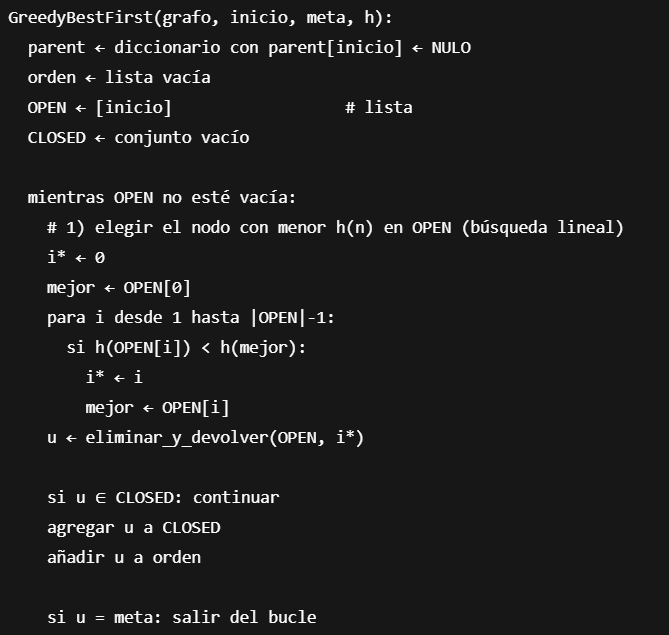 GreedyBestFirst(grafo, inicio, meta, h):
parent ← diccionario con parent[inicio] ← NULO
orden ← lista vacía
OPEN ← [inicio] # lista
CLOSED ← conjunto vacío
mientras OPEN no esté vacía:
# 1) elegir el nodo con menor h(n) en OPEN (búsqueda lineal)
i* ← 0
mejor ← OPEN[0]
para i desde 1 hasta |OPEN|-1:
si h(OPEN[i]) < h(mejor):
i* ← i
mejor ← OPEN[i]
u ← eliminar_y_devolver(OPEN, i*)
si u ∈ CLOSED: continuar
agregar u a CLOSED
añadir u a orden
si u = meta: salir del bucle